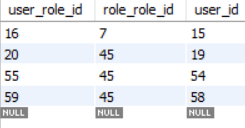 user_role_id role_role_id user_id
16 7 15
20 45 19
55 45 54
59 45 58
NULL NULL NULL